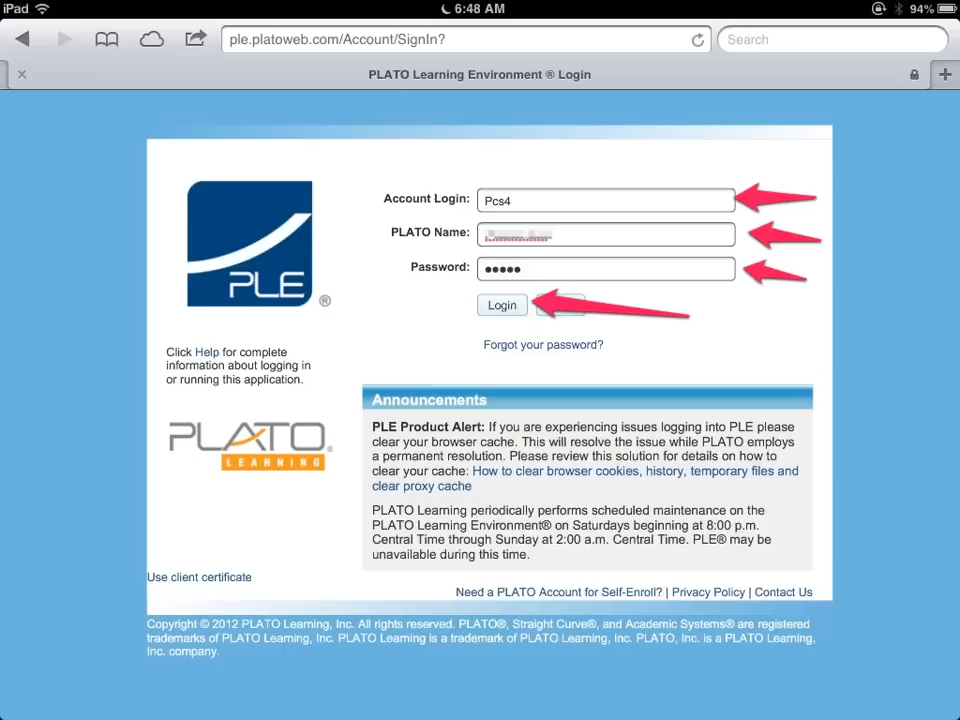 iPad 6:48 AM 94%
ple.platoweb.com/Account/SignIn? Search
PLATO Learning Environment ® Login
Account Login: Pcs4
PLATO Name:
Password: ●●●●●
PLE ®
Login
Forgot your password?
Click Help for complete
information about logging in
or running this application.
PLATO.
LEARNING
Announcements
PLE Product Alert: If you are experiencing issues logging into PLE please
clear your browser cache. This will resolve the issue while PLATO employs
a permanent resolution. Please review this solution for details on how to
clear your cache: How to clear browser cookies, history, temporary files and
clear proxy cache
PLATO Learning periodically performs scheduled maintenance on the
PLATO Learning Environment® on Saturdays beginning at 8:00 p.m.
Central Time through Sunday at 2:00 a.m. Central Time. PLE® may be
unavailable during this time.
Use client certificate
Need a PLATO Account for Self-Enroll? | Privacy Policy | Contact Us
Copyright © 2012 PLATO Learning, Inc. All rights reserved. PLATO®, Straight Curve®, and Academic Systems® are registered
trademarks of PLATO Learning, Inc. PLATO Learning is a trademark of PLATO Learning, Inc. PLATO, Inc. is a PLATO Learning,
Inc. company.